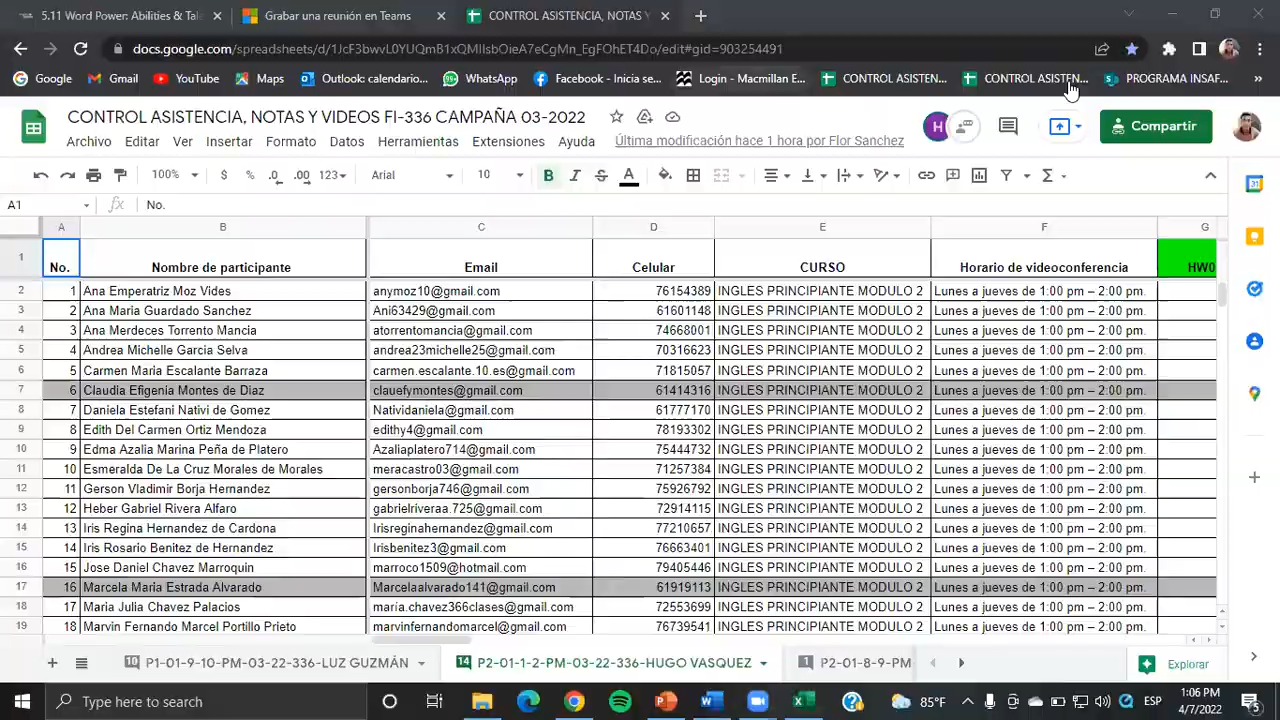 5.11 Word Power: Abilities & Tale
Grabar una reunión en Teams
CONTROL ASISTENCIA, NOTAS Y
docs.google.com/spreadsheets/d/1JcF3bwvL0YUQmB1xQMIlsbOieA7eCgMn_EgFOhET4Do/edit#gid=903254491
Google
Gmail
YouTube
Maps
Outlook: calendario...
WhatsApp
Facebook - Inicia se...
Login - Macmillan E...
CONTROL ASISTEN...
CONTROL ASISTEN...
PROGRAMA INSAF...
CONTROL ASISTENCIA, NOTAS Y VIDEOS FI-336 CAMPAÑA 03-2022
H
Compartir
Archivo Editar Ver Insertar Formato Datos Herramientas Extensiones Ayuda Última modificación hace 1 hora por Flor Sanchez
100% $ % .0 .00 123 Arial 10 B I S A
A1 fx No.
A B C D E F G
1 No. Nombre de participante Email Celular CURSO Horario de videoconferencia HW0
2 1 Ana Emperatriz Moz Vides anymoz10@gmail.com 76154389 INGLES PRINCIPIANTE MODULO 2 Lunes a jueves de 1:00 pm – 2:00 pm.
3 2 Ana Maria Guardado Sanchez Ani63429@gmail.com 61601148 INGLES PRINCIPIANTE MODULO 2 Lunes a jueves de 1:00 pm – 2:00 pm.
4 3 Ana Merdeces Torrento Mancia atorrentomancia@gmail.com 74668001 INGLES PRINCIPIANTE MODULO 2 Lunes a jueves de 1:00 pm – 2:00 pm.
5 4 Andrea Michelle Garcia Selva andrea23michelle25@gmail.com 70316623 INGLES PRINCIPIANTE MODULO 2 Lunes a jueves de 1:00 pm – 2:00 pm.
6 5 Carmen Maria Escalante Barraza carmen.escalante.10.es@gmail.com 71815057 INGLES PRINCIPIANTE MODULO 2 Lunes a jueves de 1:00 pm – 2:00 pm.
7 6 Claudia Efigenia Montes de Diaz clauefymontes@gmail.com 61414316 INGLES PRINCIPIANTE MODULO 2 Lunes a jueves de 1:00 pm – 2:00 pm.
8 7 Daniela Estefani Nativi de Gomez Natividaniela@gmail.com 61777170 INGLES PRINCIPIANTE MODULO 2 Lunes a jueves de 1:00 pm – 2:00 pm.
9 8 Edith Del Carmen Ortiz Mendoza edithy4@gmail.com 78193302 INGLES PRINCIPIANTE MODULO 2 Lunes a jueves de 1:00 pm – 2:00 pm.
10 9 Edma Azalia Marina Peña de Platero Azaliaplatero714@gmail.com 75444732 INGLES PRINCIPIANTE MODULO 2 Lunes a jueves de 1:00 pm – 2:00 pm.
11 10 Esmeralda De La Cruz Morales de Morales meracastro03@gmail.com 71257384 INGLES PRINCIPIANTE MODULO 2 Lunes a jueves de 1:00 pm – 2:00 pm.
12 11 Gerson Vladimir Borja Hernandez gersonborja746@gmail.com 75926792 INGLES PRINCIPIANTE MODULO 2 Lunes a jueves de 1:00 pm – 2:00 pm.
13 12 Heber Gabriel Rivera Alfaro gabrielriveraa.725@gmail.com 72914115 INGLES PRINCIPIANTE MODULO 2 Lunes a jueves de 1:00 pm – 2:00 pm.
14 13 Iris Regina Hernandez de Cardona Irisreginahernandez@gmail.com 77210657 INGLES PRINCIPIANTE MODULO 2 Lunes a jueves de 1:00 pm – 2:00 pm.
15 14 Iris Rosario Benitez de Hernandez Irisbenitez3@gmail.com 76663401 INGLES PRINCIPIANTE MODULO 2 Lunes a jueves de 1:00 pm – 2:00 pm.
16 15 Jose Daniel Chavez Marroquin marroco1509@hotmail.com 79405446 INGLES PRINCIPIANTE MODULO 2 Lunes a jueves de 1:00 pm – 2:00 pm.
17 16 Marcela Maria Estrada Alvarado Marcelaalvarado141@gmail.com 61919113 INGLES PRINCIPIANTE MODULO 2 Lunes a jueves de 1:00 pm – 2:00 pm.
18 17 Maria Julia Chavez Palacios maría.chavez366clases@gmail.com 72553699 INGLES PRINCIPIANTE MODULO 2 Lunes a jueves de 1:00 pm – 2:00 pm.
19 18 Marvin Fernando Marcel Portillo Prieto marvinfernandomarcel@gmail.com 76739541 INGLES PRINCIPIANTE MODULO 2 Lunes a jueves de 1:00 pm – 2:00 pm.
10 P1-01-9-10-PM-03-22-336-LUZ GUZMÁN
14 P2-01-1-2-PM-03-22-336-HUGO VASQUEZ
1 P2-01-8-9-PM
Explorar
Type here to search
85°F
ESP
1:06 PM
4/7/2022
5